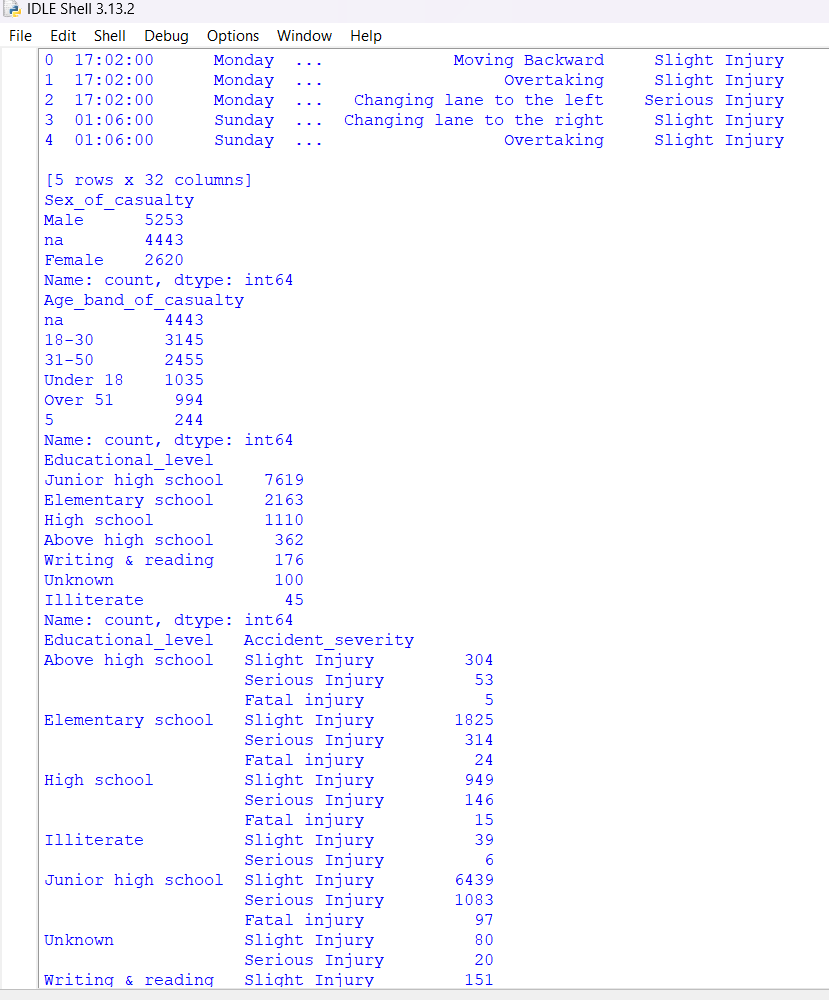 IDLE Shell 3.13.2
File Edit Shell Debug Options Window Help
0  17:02:00      Monday  ...             Moving Backward     Slight Injury
1  17:02:00      Monday  ...                  Overtaking     Slight Injury
2  17:02:00      Monday  ...   Changing lane to the left    Serious Injury
3  01:06:00      Sunday  ...  Changing lane to the right     Slight Injury
4  01:06:00      Sunday  ...                  Overtaking     Slight Injury
[5 rows x 32 columns]
Sex_of_casualty
Male      5253
na        4443
Female    2620
Name: count, dtype: int64
Age_band_of_casualty
na          4443
18-30       3145
31-50       2455
Under 18    1035
Over 51      994
5            244
Name: count, dtype: int64
Educational_level
Junior high school    7619
Elementary school     2163
High school           1110
Above high school      362
Writing & reading      176
Unknown                100
Illiterate              45
Name: count, dtype: int64
Educational_level   Accident_severity
Above high school   Slight Injury         304
                    Serious Injury         53
                    Fatal injury            5
Elementary school   Slight Injury        1825
                    Serious Injury        314
                    Fatal injury           24
High school         Slight Injury         949
                    Serious Injury        146
                    Fatal injury           15
Illiterate          Slight Injury          39
                    Serious Injury          6
Junior high school  Slight Injury        6439
                    Serious Injury       1083
                    Fatal injury           97
Unknown             Slight Injury          80
                    Serious Injury         20
Writing & reading   Slight Injury         151